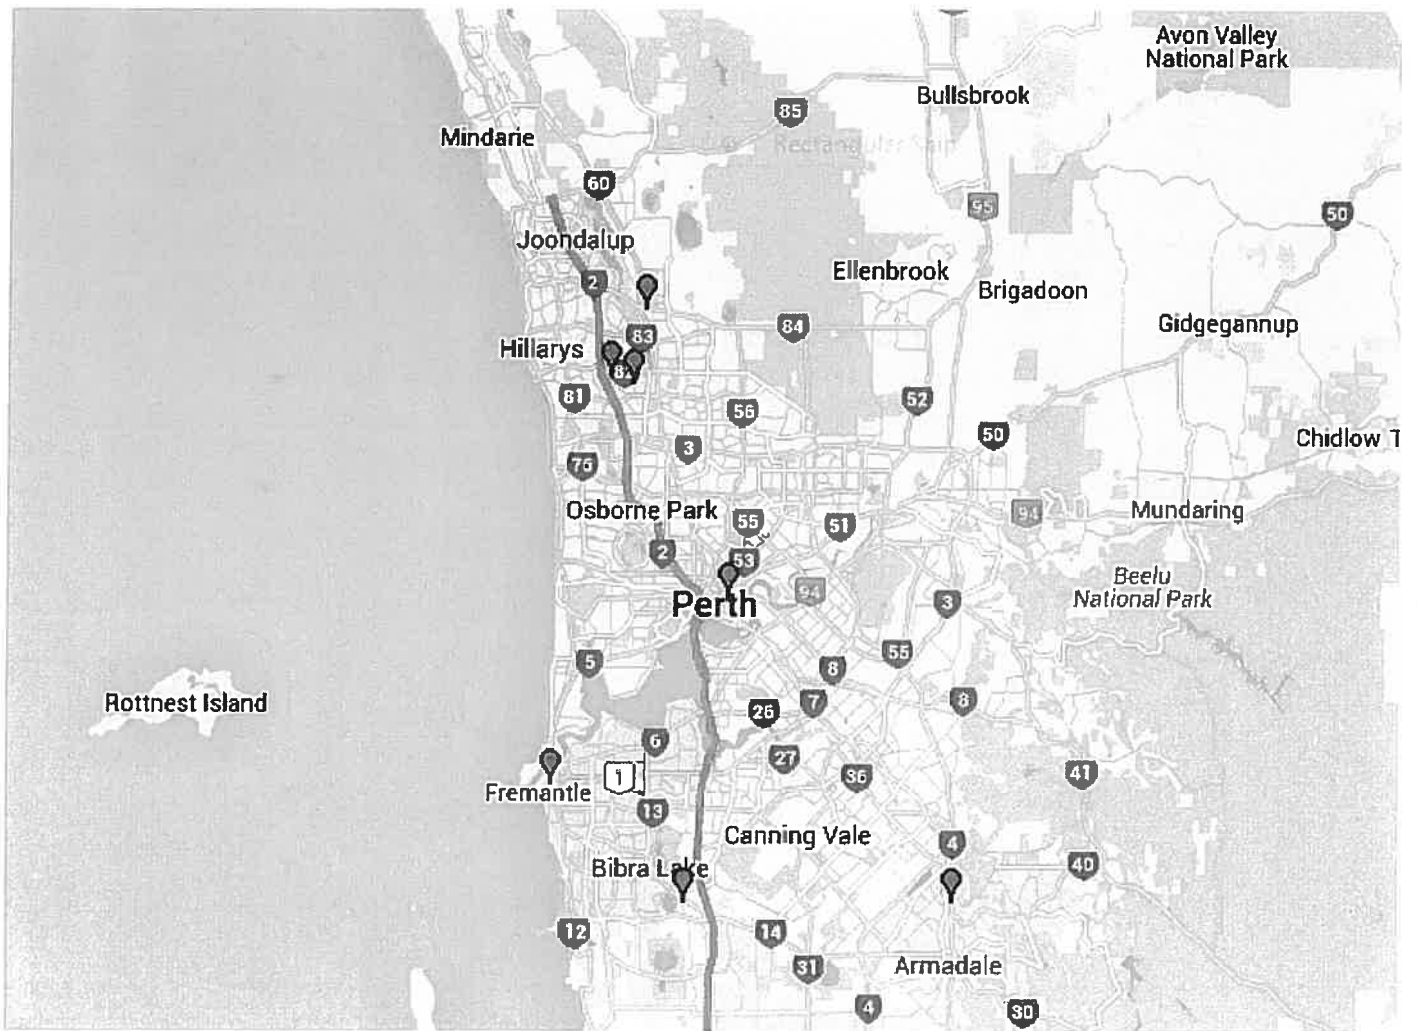 Avon Valley
National Park
Bullsbrook
85
Mindarie
Rectangular Snip
60
95
50
Joondalup
Ellenbrook
2
Brigadoon
84
83
Gidgegannup
Hillarys
82
81
52
56
50
Chidlow T
3
76
Osborne Park
55
51
94
Mundaring
2
53
Beelu
National Park
94
Perth
3
5
8
55
Rottnest Island
26
7
8
6
27
Fremantle
1
36
41
13
Canning Vale
4
Bibra Lake
40
12
14
31
Armadale
4
30